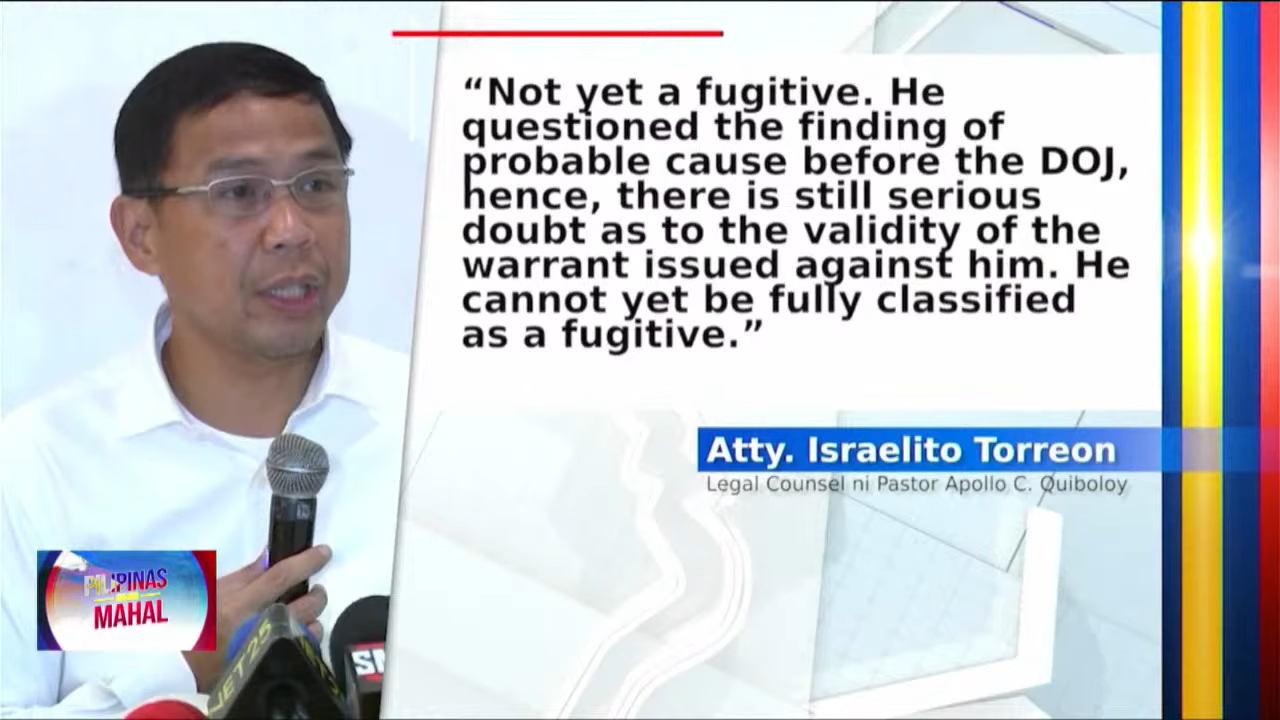 “Not yet a fugitive. He
questioned the finding of
probable cause before the DOJ,
hence, there is still serious
doubt as to the validity of the
warrant issued against him. He
cannot yet be fully classified
as a fugitive.”
Atty. Israelito Torreon
Legal Counsel ni Pastor Apollo C. Quiboloy
PILIPINAS
MAHAL
NET25